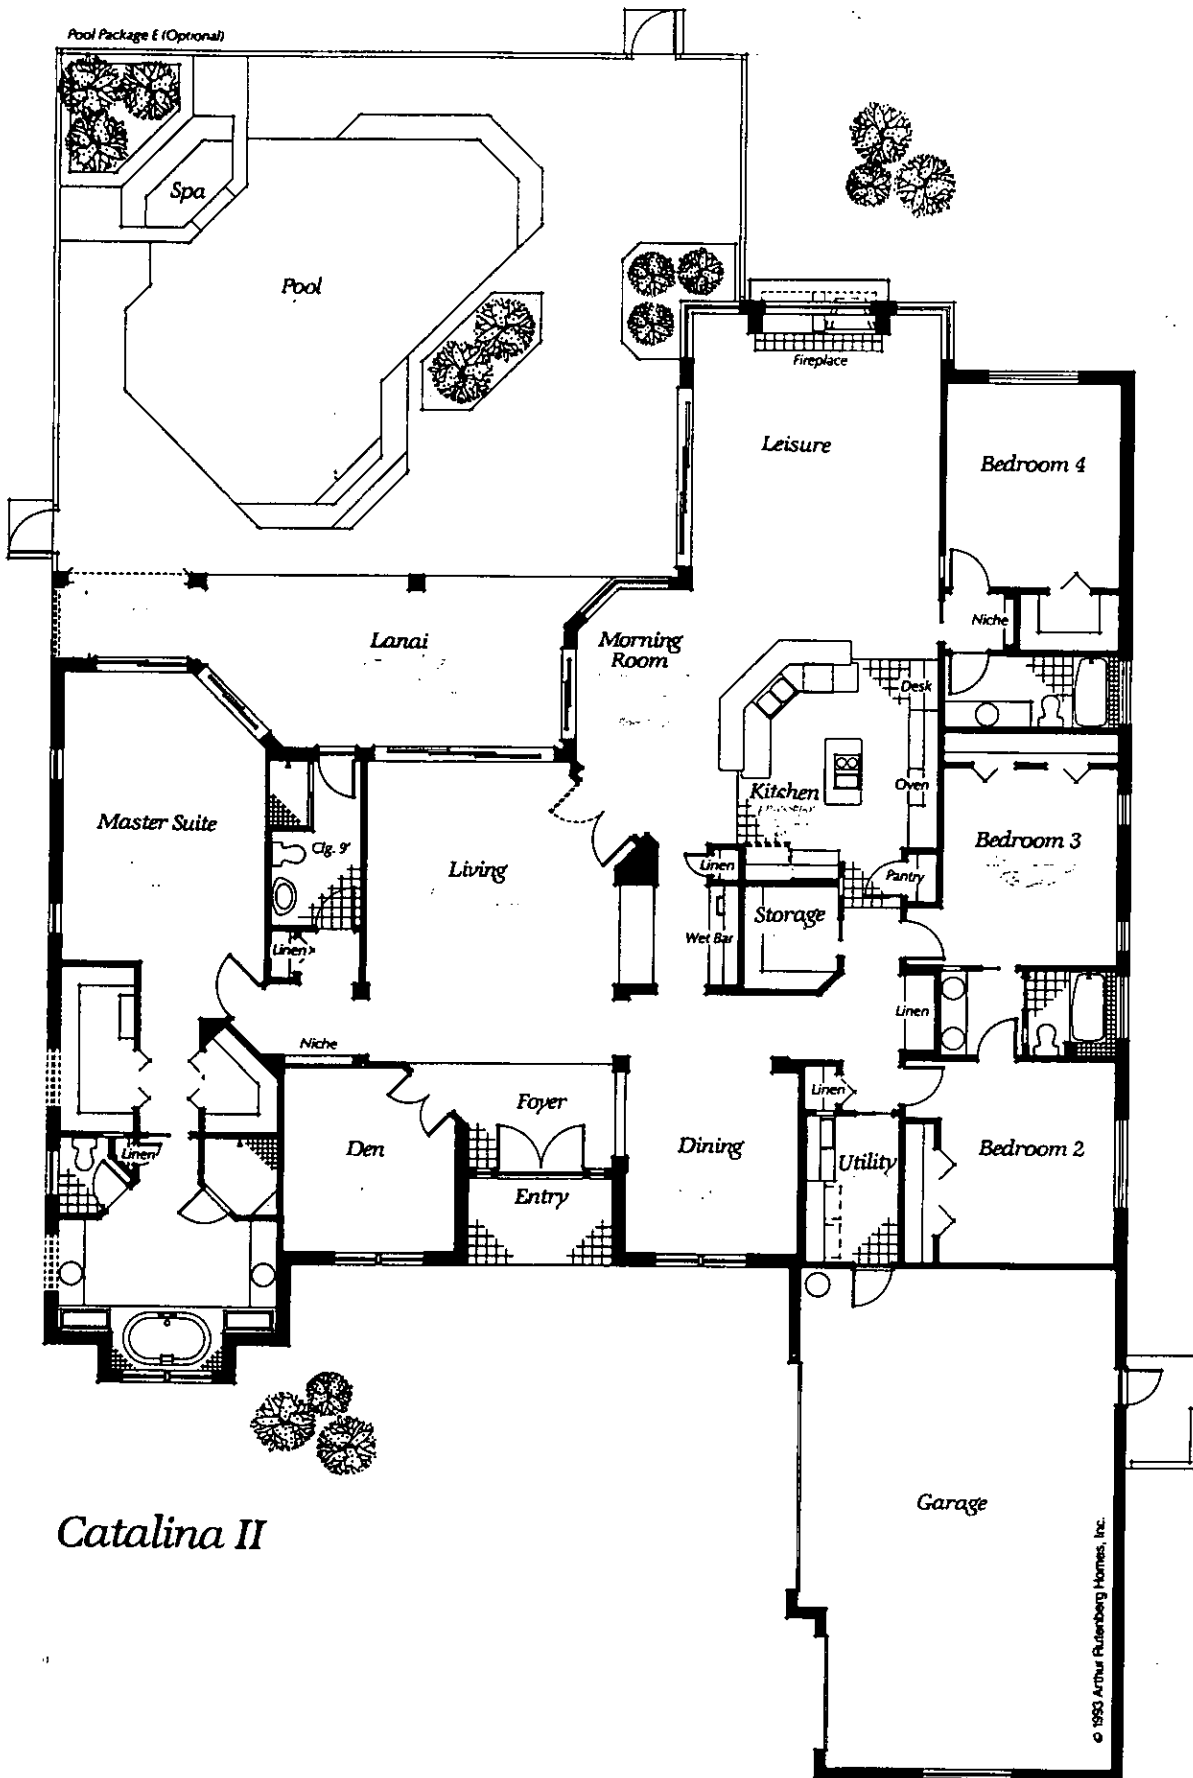 Pool Package E (Optional)
Spa
Pool
Fireplace
Leisure
Bedroom 4
Niche
Lanai
Morning
Room
Desk
Master Suite
Clg. 9'
Living
Kitchen
Oven
Bedroom 3
Linen
Pantry
Storage
Wet Bar
Linen
Linen
Niche
Foyer
Linen
Den
Dining
Utility
Bedroom 2
Linen
Entry
Garage
Catalina II
© 1993 Arthur Rutenberg Homes, Inc.